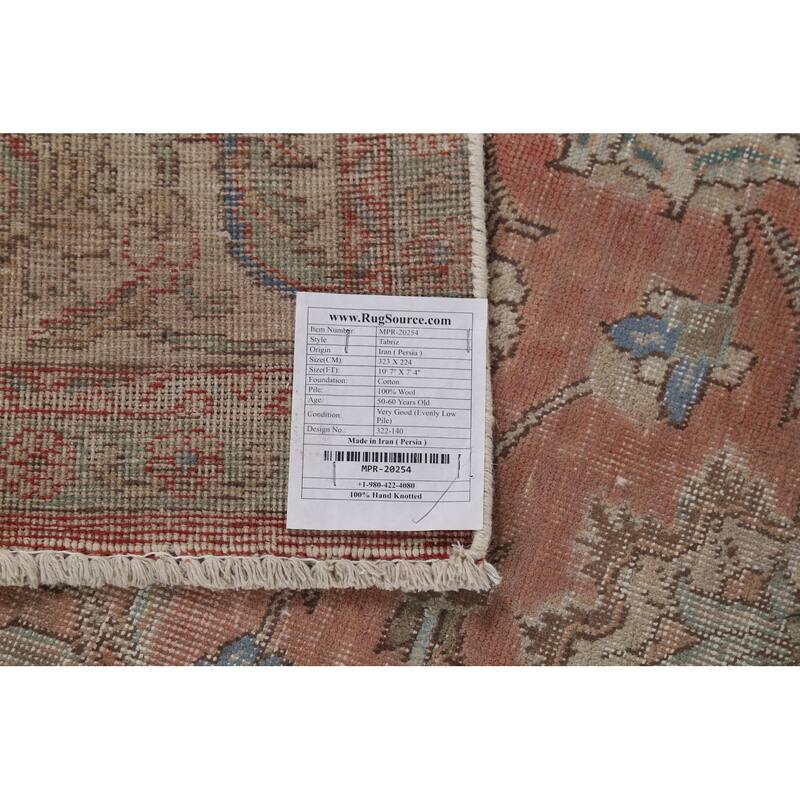 www.RugSource.com
Item Number: MPR-20254
Style Tabriz
Origin Iran ( Persia )
Size(CM): 323 X 224
Size(FT): 10' 7" X 7' 4"
Foundation: Cotton
Pile: 100% Wool
Age: 50-60 Years Old
Condition: Very Good (Evenly Low
Pile)
Design No.: 322-140
Made in Iran ( Persia )
MPR-20254
+1-980-422-4080
100% Hand Knotted